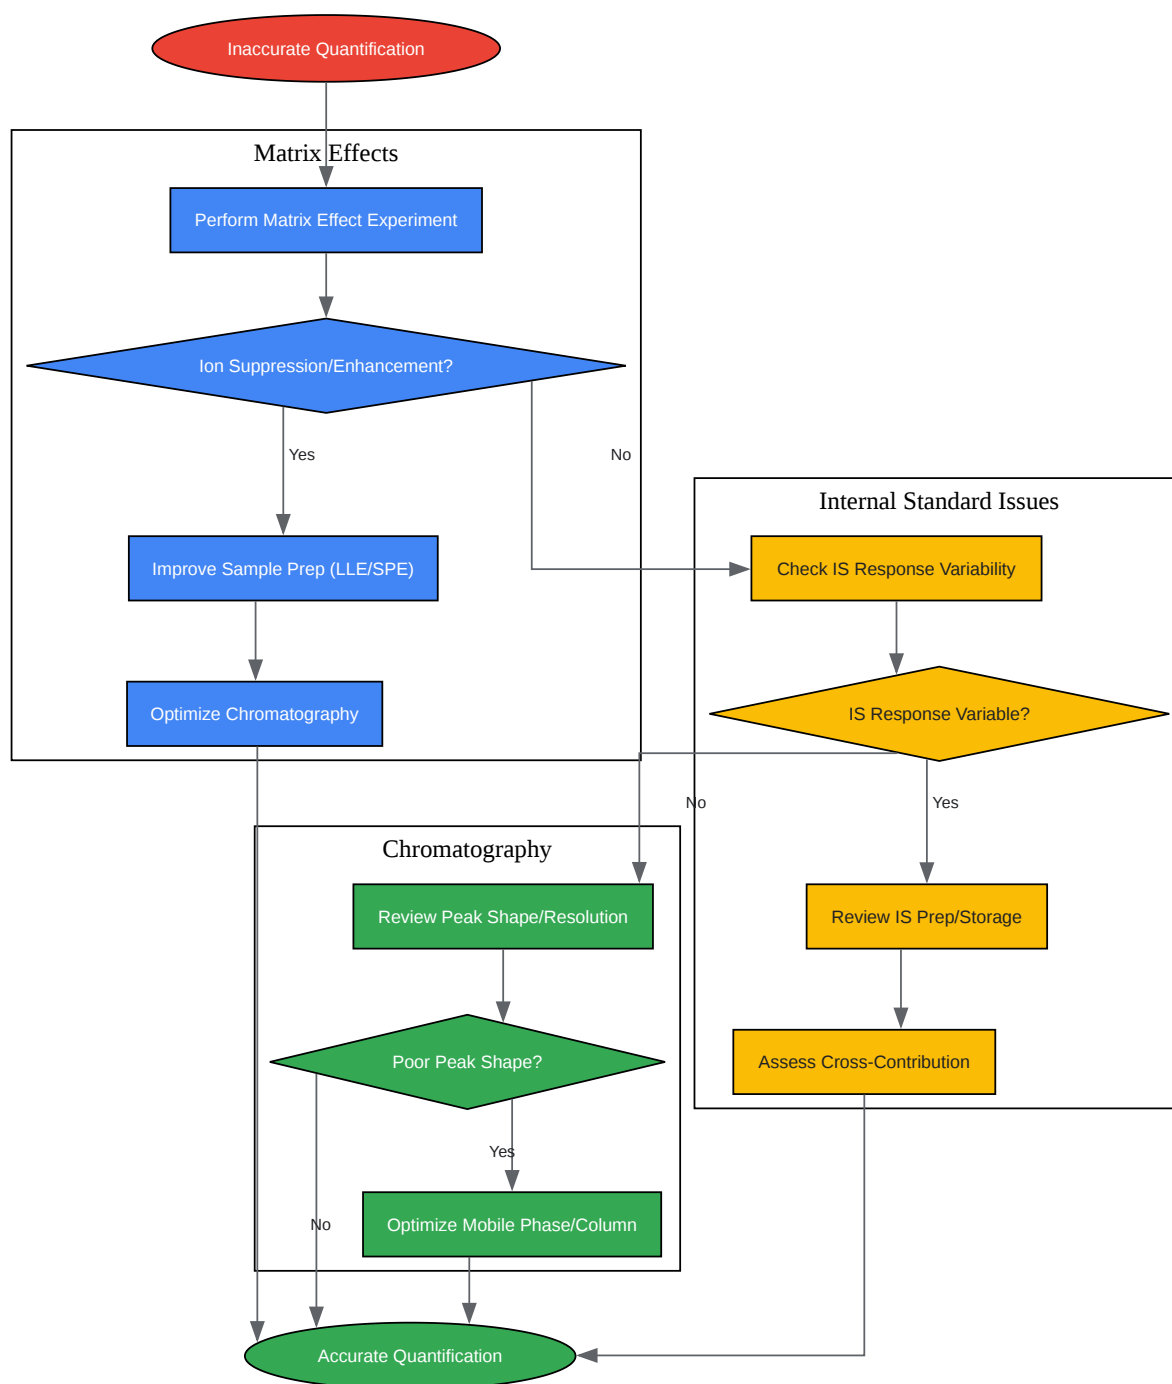 Inaccurate Quantification
Matrix Effects
Perform Matrix Effect Experiment
Ion Suppression/Enhancement?
Yes
No
Internal Standard Issues
Improve Sample Prep (LLE/SPE)
Check IS Response Variability
Optimize Chromatography
IS Response Variable?
No
Yes
Chromatography
Review Peak Shape/Resolution
Review IS Prep/Storage
Poor Peak Shape?
Assess Cross-Contribution
Yes
No
Optimize Mobile Phase/Column
Accurate Quantification